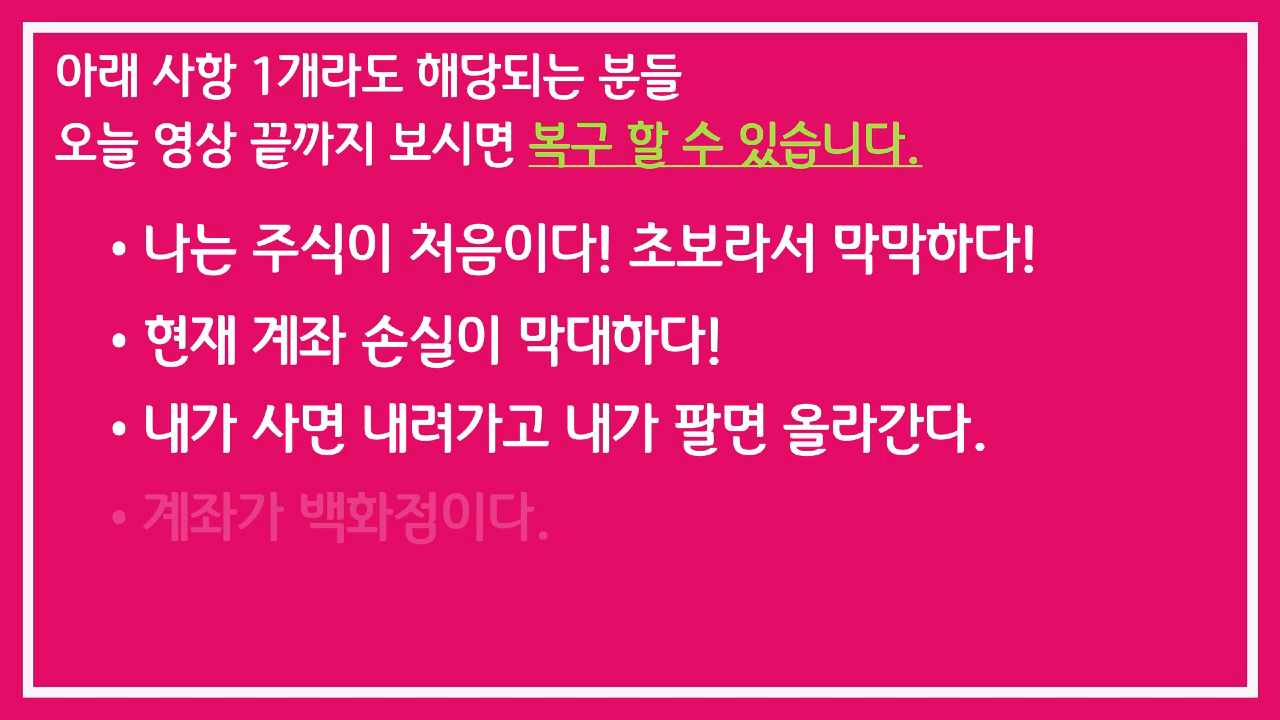 아래 사항 1개라도 해당되는 분들
오늘 영상 끝까지 보시면 복구 할 수 있습니다.
• 나는 주식이 처음이다! 초보라서 막막하다!
• 현재 계좌 손실이 막대하다!
• 내가 사면 내려가고 내가 팔면 올라간다.
• 계좌가 백화점이다.